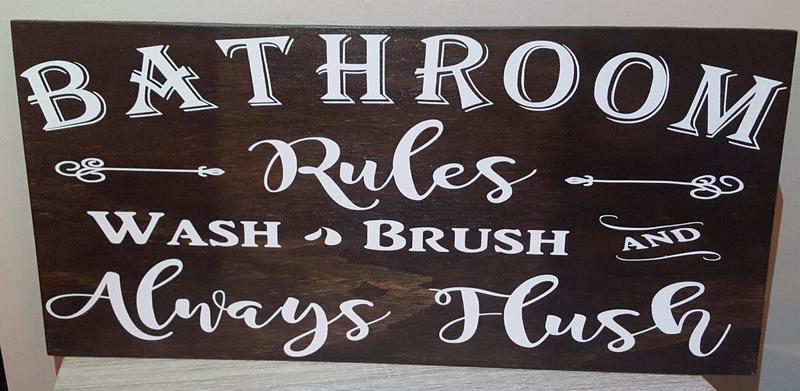 BATHROOM
Rules
WASH BRUSH AND
Always Flush